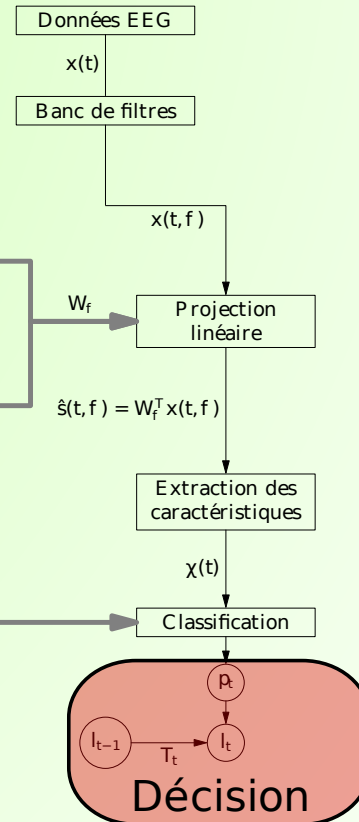 Données EEG
x(t)
Banc de filtres
x(t,f)
W_f
Projection
linéaire
ŝ(t,f) = W_f^T x(t,f)
Extraction des
caractéristiques
χ(t)
Classification
p_t
l_{t-1}
T_t
l_t
Décision